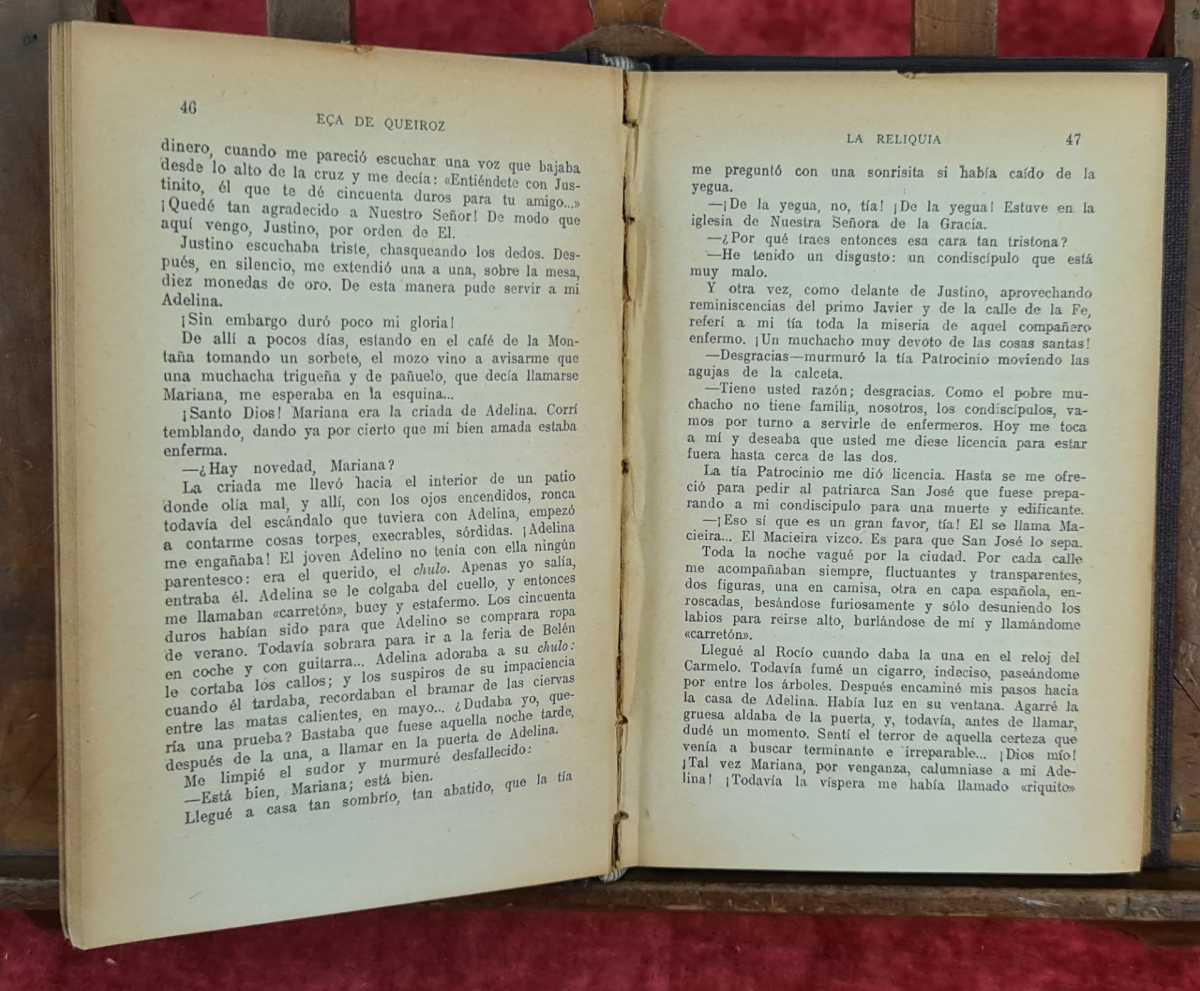 46
EÇA DE QUEIROZ
dinero, cuando me pareció escuchar una voz que bajaba
desde lo alto de la cruz y me decía: «Entiéndete con Jus-
tinito, él que te dé cincuenta duros para tu amigo...»
¡Quedé tan agradecido a Nuestro Señor! De modo que
aquí vengo, Justino, por orden de El.
Justino escuchaba triste, chasqueando los dedos. Des-
pués, en silencio, me extendió una a una, sobre la mesa,
diez monedas de oro. De esta manera pude servir a mi
Adelina.
¡Sin embargo duró poco mi gloria!
De allí a pocos días, estando en el café de la Mon-
taña tomando un sorbete, el mozo vino a avisarme que
una muchacha trigueña y de pañuelo, que decía llamarse
Mariana, me esperaba en la esquina...
¡Santo Dios! Mariana era la criada de Adelina. Corrí
temblando, dando ya por cierto que mi bien amada estaba
enferma.
—¿Hay novedad, Mariana?
La criada me llevó hacia el interior de un patio
donde olía mal, y allí, con los ojos encendidos, ronca
todavía del escándalo que tuviera con Adelina, empezó
a contarme cosas torpes, execrables, sórdidas. ¡Adelina
me engañaba! El joven Adelino no tenía con ella ningún
parentesco: era el querido, el chulo. Apenas yo salía,
entraba él. Adelina se le colgaba del cuello, y entonces
me llamaban «carretón», buey y estafermo. Los cincuenta
duros habían sido para que Adelino se comprara ropa
de verano. Todavía sobrara para ir a la feria de Belén
en coche y con guitarra... Adelina adoraba a su chulo:
le cortaba los callos; y los suspiros de su impaciencia
cuando él tardaba, recordaban el bramar de las ciervas
entre las matas calientes, en mayo... ¿Dudaba yo, que-
ría una prueba? Bastaba que fuese aquella noche tarde,
después de la una, a llamar en la puerta de Adelina.
Me limpié el sudor y murmuré desfallecido:
—Está bien, Mariana; está bien.
Llegué a casa tan sombrío, tan abatido, que la tía
LA RELIQUIA
47
me preguntó con una sonrisita si había caído de la
yegua.
—¡De la yegua, no, tía! ¡De la yegua! Estuve en la
iglesia de Nuestra Señora de la Gracia.
—¿Por qué traes entonces esa cara tan tristona?
—He tenido un disgusto: un condiscípulo que está
muy malo.
Y otra vez, como delante de Justino, aprovechando
reminiscencias del primo Javier y de la calle de la Fe,
referí a mi tía toda la miseria de aquel compañero
enfermo. ¡Un muchacho muy devoto de las cosas santas!
—Desgracias—murmuró la tía Patrocinio moviendo las
agujas de la calceta.
—Tiene usted razón; desgracias. Como el pobre mu-
chacho no tiene familia, nosotros, los condiscípulos, va-
mos por turno a servirle de enfermeros. Hoy me toca
a mí y deseaba que usted me diese licencia para estar
fuera hasta cerca de las dos.
La tía Patrocinio me dió licencia. Hasta se me ofre-
ció para pedir al patriarca San José que fuese prepa-
rando a mi condiscipulo para una muerte y edificante.
—¡Eso sí que es un gran favor, tía! El se llama Ma-
cieira... El Macieira vizco. Es para que San José lo sepa.
Toda la noche vagué por la ciudad. Por cada calle
me acompañaban siempre, fluctuantes y transparentes,
dos figuras, una en camisa, otra en capa española, en-
roscadas, besándose furiosamente y sólo desuniendo los
labios para reirse alto, burlándose de mí y llamándome
«carretón».
Llegué al Rocío cuando daba la una en el reloj del
Carmelo. Todavía fumé un cigarro, indeciso, paseándome
por entre los árboles. Después encaminé mis pasos hacia
la casa de Adelina. Había luz en su ventana. Agarré la
gruesa aldaba de la puerta, y, todavía, antes de llamar,
dudé un momento. Sentí el terror de aquella certeza que
venía a buscar terminante e irreparable... ¡Dios mío!
¡Tal vez Mariana, por venganza, calumniase a mi Ade-
lina! ¡Todavía la víspera me había llamado «riquito»